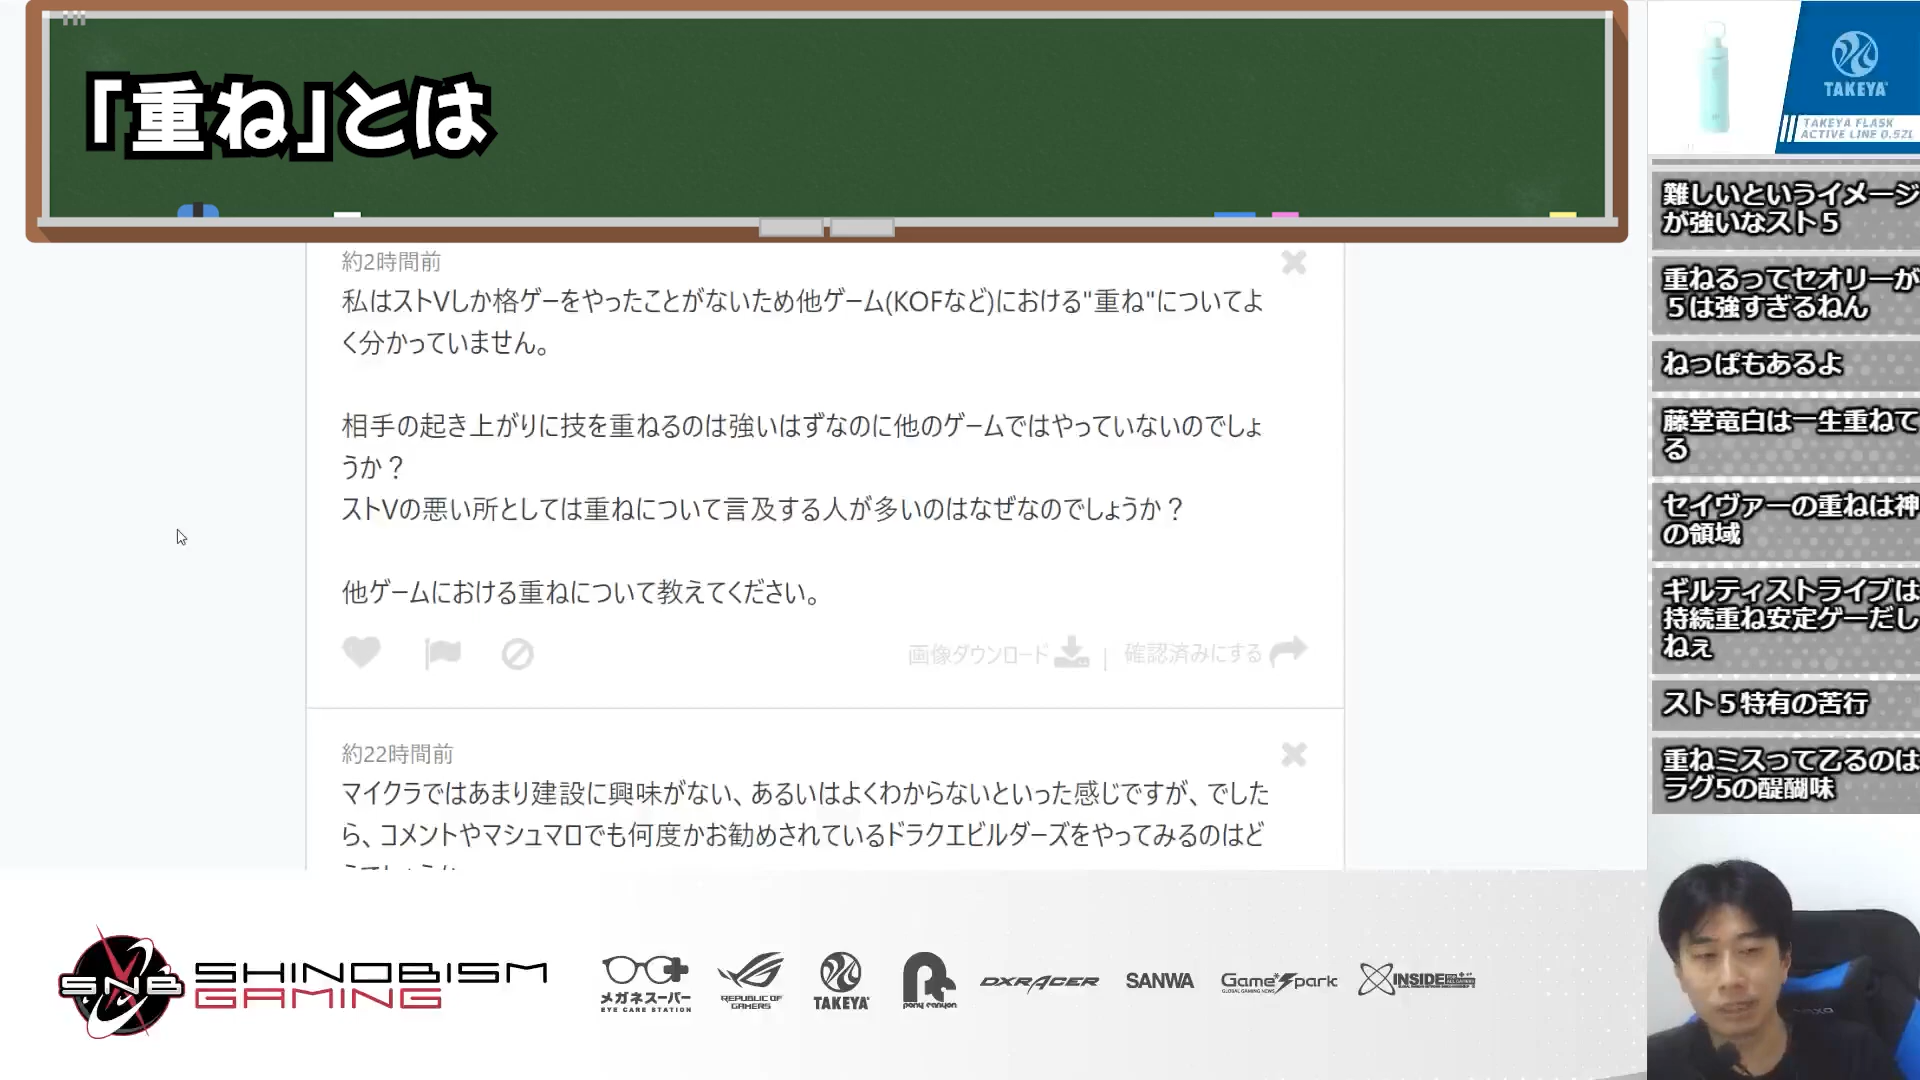 「重ね」とは
約2時間前
私はストVしか格ゲーをやったことがないため他ゲーム(KOFなど)における"重ね"についてよ
く分かっていません。
相手の起き上がりに技を重ねるのは強いはずなのに他のゲームではやっていないのでしょ
うか？
ストVの悪い所としては重ねについて言及する人が多いのはなぜなのでしょうか？
他ゲームにおける重ねについて教えてください。
画像ダウンロード
|
確認済みにする
約22時間前
マイクラではあまり建設に興味がない、あるいはよくわからないといった感じですが、でした
ら、コメントやマシュマロでも何度かお勧めされているドラクエビルダーズをやってみるのはど
TAKEYA
TAKEYA FLASK
ACTIVE LINE 0.52L
難しいというイメージ
が強いなスト５
重ねるってセオリーが
５は強すぎるねん
ねっぱもあるよ
藤堂竜白は一生重ねて
る
セイヴァーの重ねは神
の領域
ギルティストライブは
持続重ね安定ゲーだし
ねぇ
スト５特有の苦行
重ねミスって乙るのは
ラグ5の醍醐味
SNB
SHINOBISM
GAMING
メガネスーパー
EYE CARE STATION
REPUBLIC OF
GAMERS
TAKEYA
pony canyon
DXRACER
SANWA
Game*Spark
GLOBAL GAMING NEWS
INSIDE